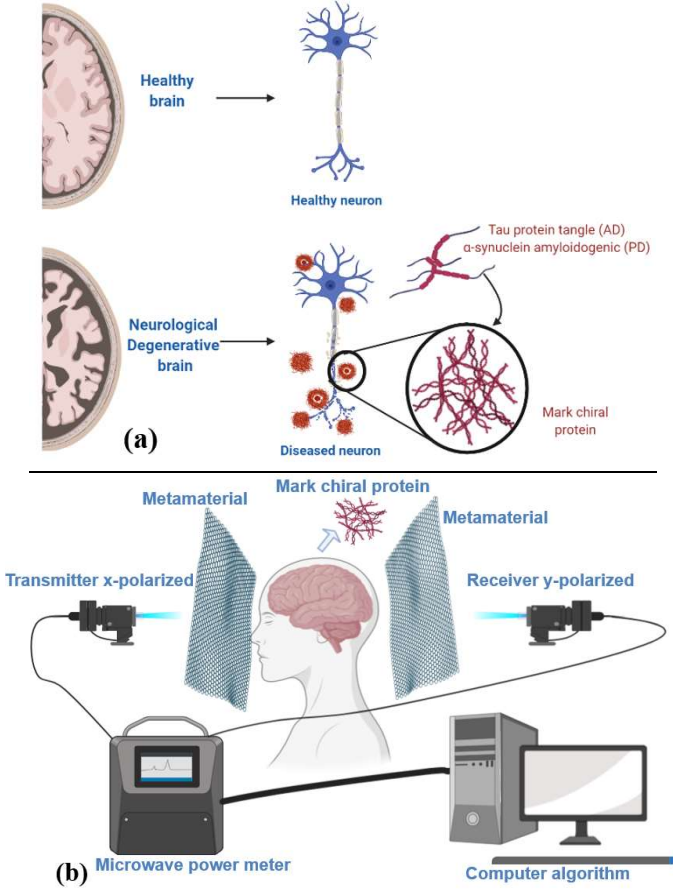 Healthy
brain
Healthy neuron
Tau protein tangle (AD)
α-synuclein amyloidogenic (PD)
Neurological
Degenerative
brain
Mark chiral
protein
(a)
Diseased neuron
Mark chiral protein
Metamaterial
Metamaterial
Transmitter x-polarized
Receiver y-polarized
(b)
Microwave power meter
Computer algorithm